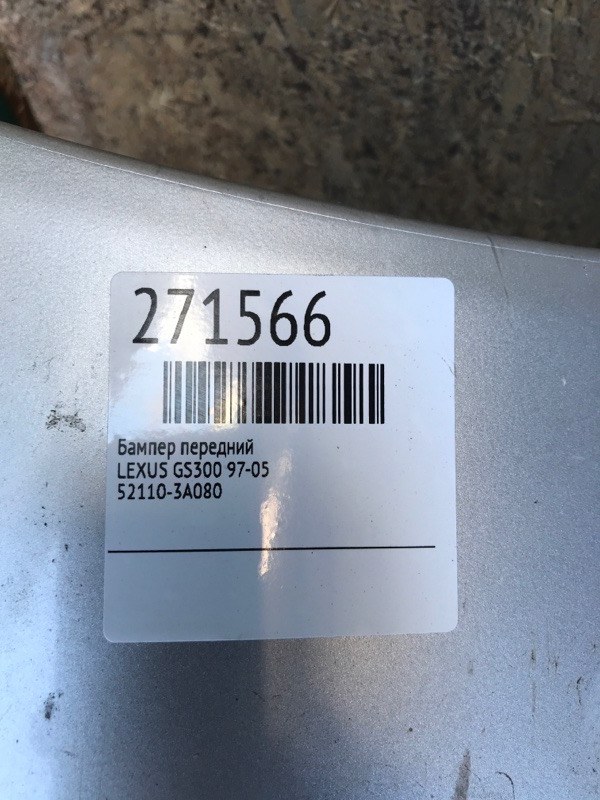 271566
Бампер передний
LEXUS GS300 97-05
52110-3A080